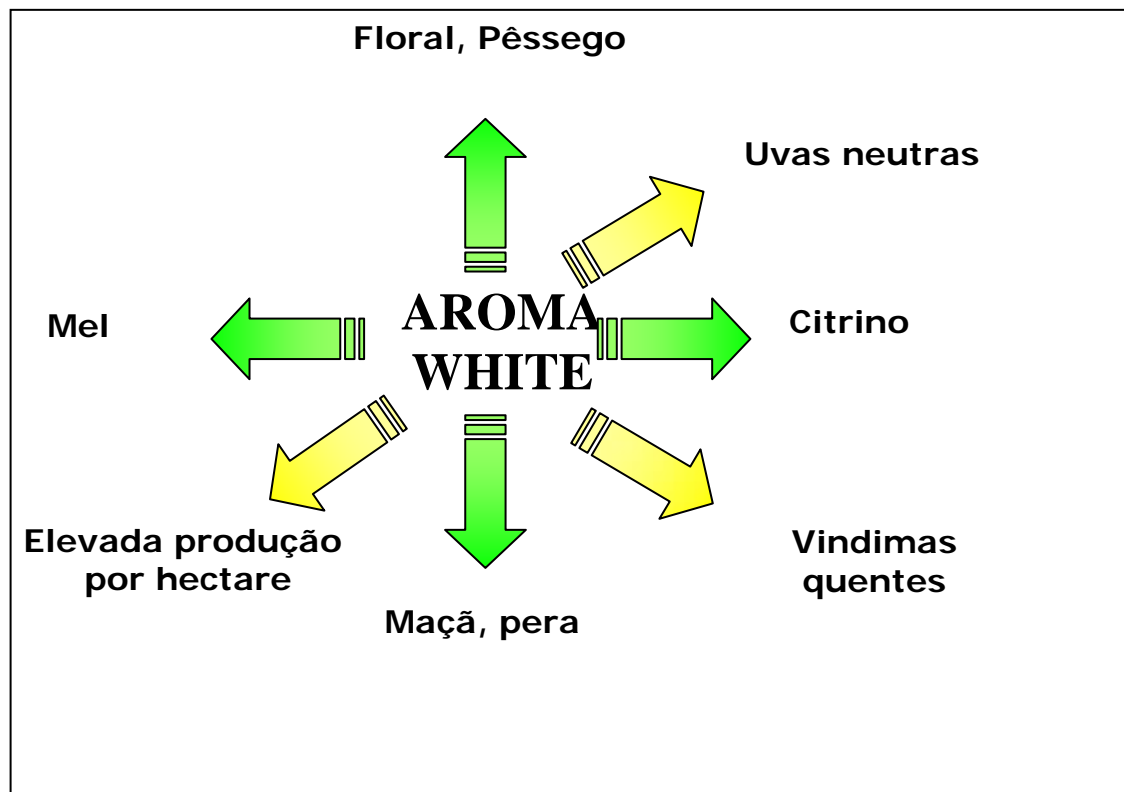 Floral, Pêssego
Uvas neutras
Mel
AROMA
WHITE
Citrino
Elevada produção
por hectare
Vindimas
quentes
Maçã, pera